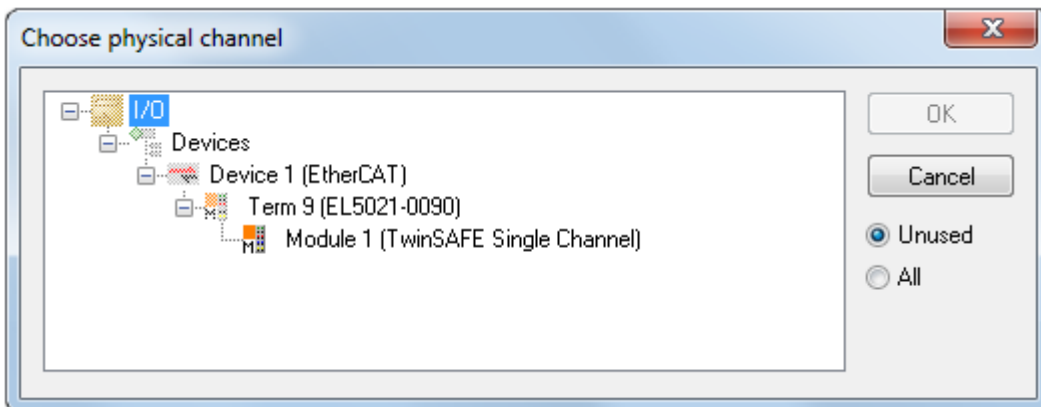 Choose physical channel
I/O
Devices
Device 1 (EtherCAT)
Term 9 (EL5021-0090)
Module 1 (TwinSAFE Single Channel)
OK
Cancel
Unused
All